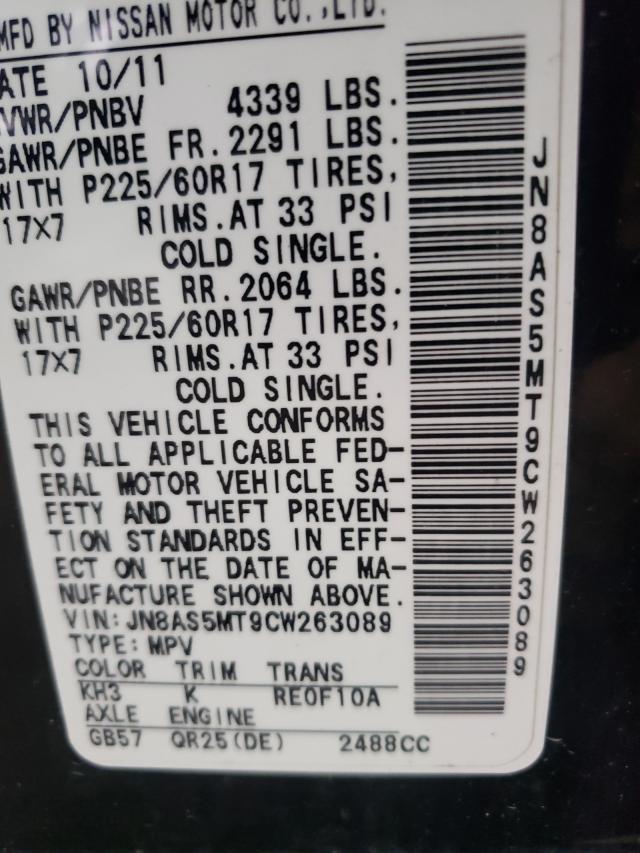 MFD BY NISSAN MOTOR CO.,LTD.
ATE 10/11
VWR/PNBV 4339 LBS.
GAWR/PNBE FR.2291 LBS.
WITH P225/60R17 TIRES,
17X7 RIMS.AT 33 PSI
COLD SINGLE.
GAWR/PNBE RR.2064 LBS.
WITH P225/60R17 TIRES,
17X7 RIMS.AT 33 PSI
COLD SINGLE.
THIS VEHICLE CONFORMS
TO ALL APPLICABLE FED-
ERAL MOTOR VEHICLE SA-
FETY AND THEFT PREVEN-
TION STANDARDS IN EFF-
ECT ON THE DATE OF MA-
NUFACTURE SHOWN ABOVE.
VIN:JN8AS5MT9CW263089
TYPE:MPV
COLOR TRIM TRANS
KH3 K RE0F10A
AXLE ENGINE
GB57 QR25(DE) 2488CC
JN8AS5MT9CW263089